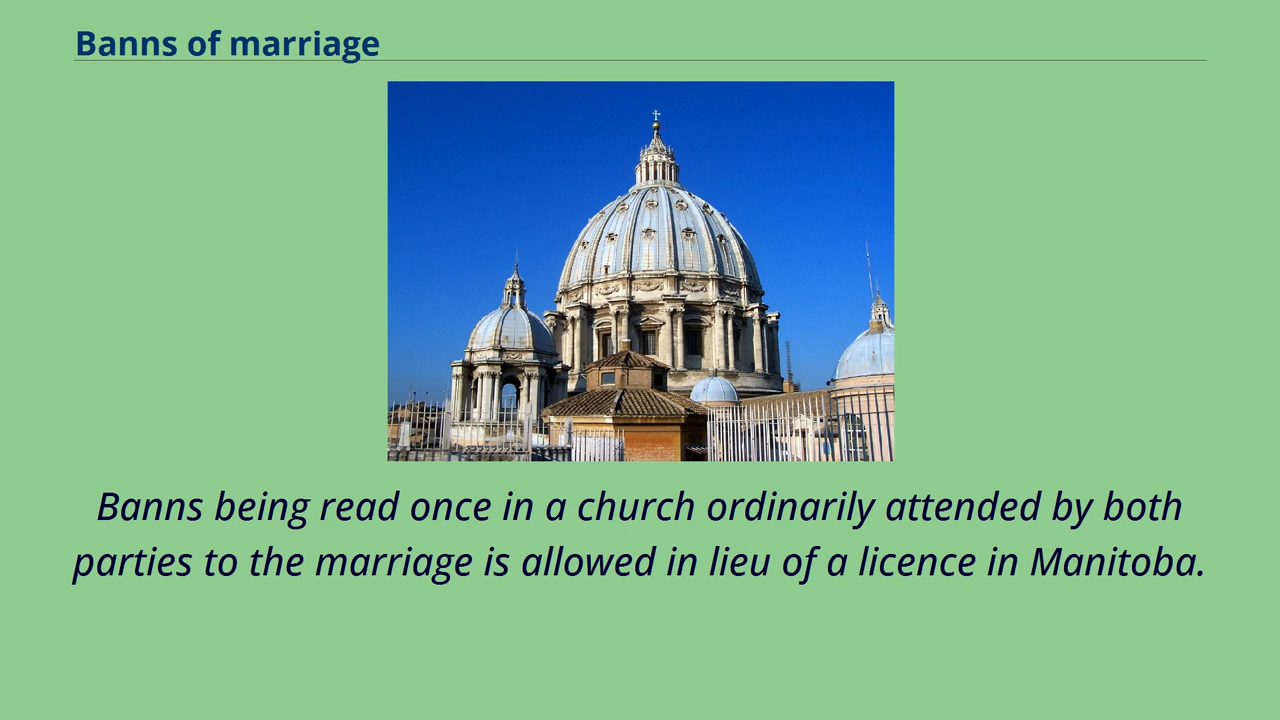 Banns of marriage
Banns being read once in a church ordinarily attended by both
parties to the marriage is allowed in lieu of a licence in Manitoba.